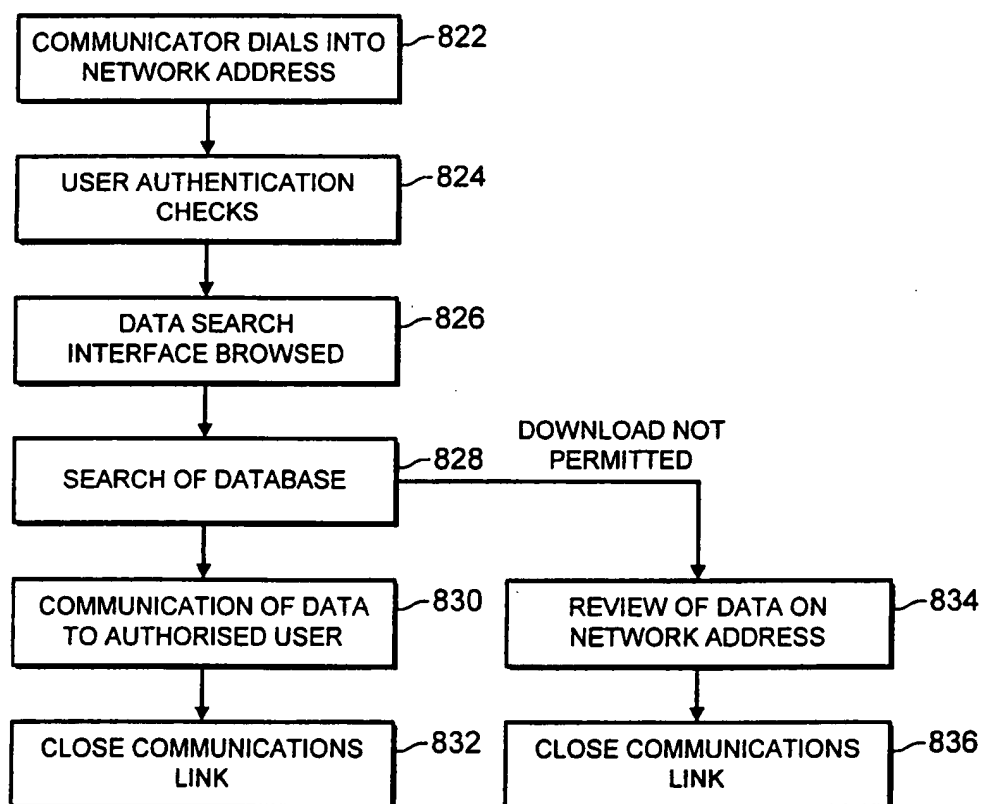 COMMUNICATOR DIALS INTO
NETWORK ADDRESS
822
USER AUTHENTICATION
CHECKS
824
DATA SEARCH
INTERFACE BROWSED
826
SEARCH OF DATABASE
828
DOWNLOAD NOT
PERMITTED
COMMUNICATION OF DATA
TO AUTHORISED USER
830
REVIEW OF DATA ON
NETWORK ADDRESS
834
CLOSE COMMUNICATIONS
LINK
832
CLOSE COMMUNICATIONS
LINK
836